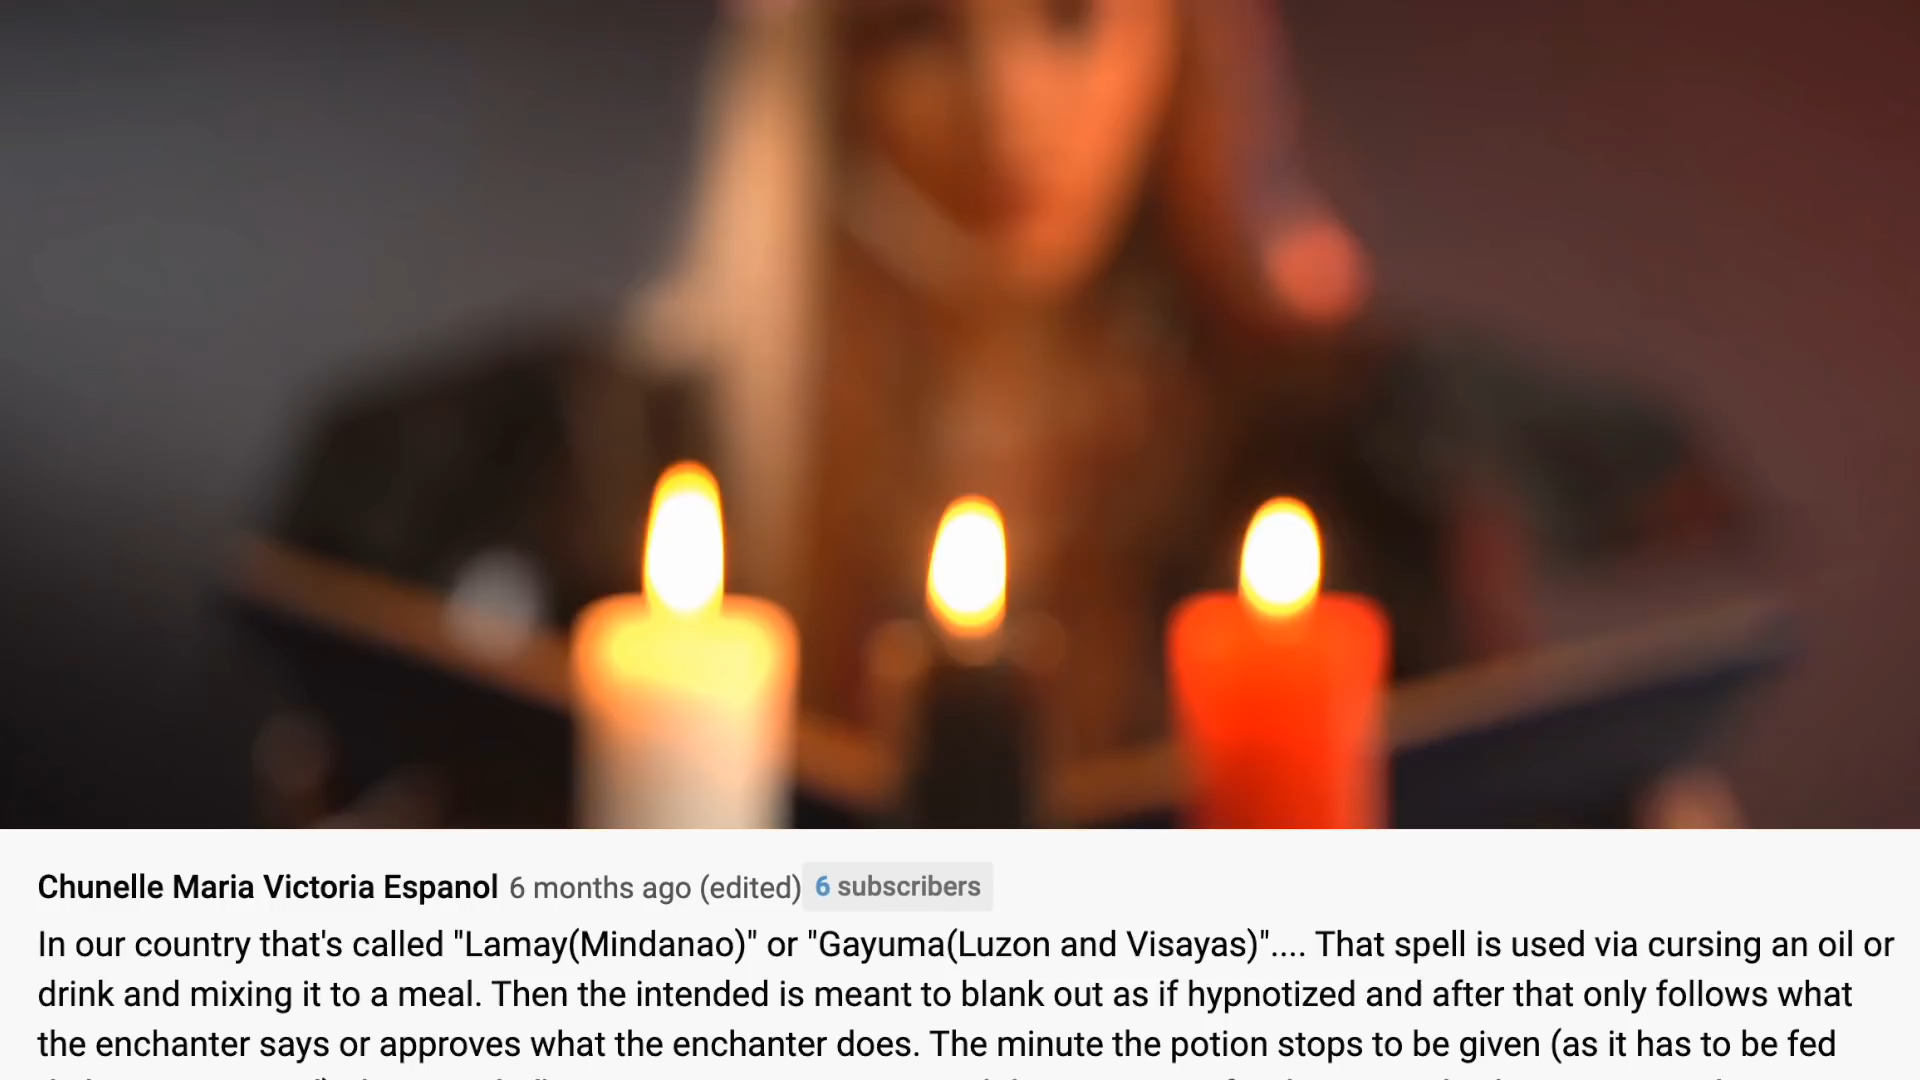 Chunelle Maria Victoria Espanol 6 months ago (edited) 6 subscribers
In our country that's called "Lamay(Mindanao)" or "Gayuma(Luzon and Visayas)".... That spell is used via cursing an oil or
drink and mixing it to a meal. Then the intended is meant to blank out as if hypnotized and after that only follows what
the enchanter says or approves what the enchanter does. The minute the potion stops to be given (as it has to be fed